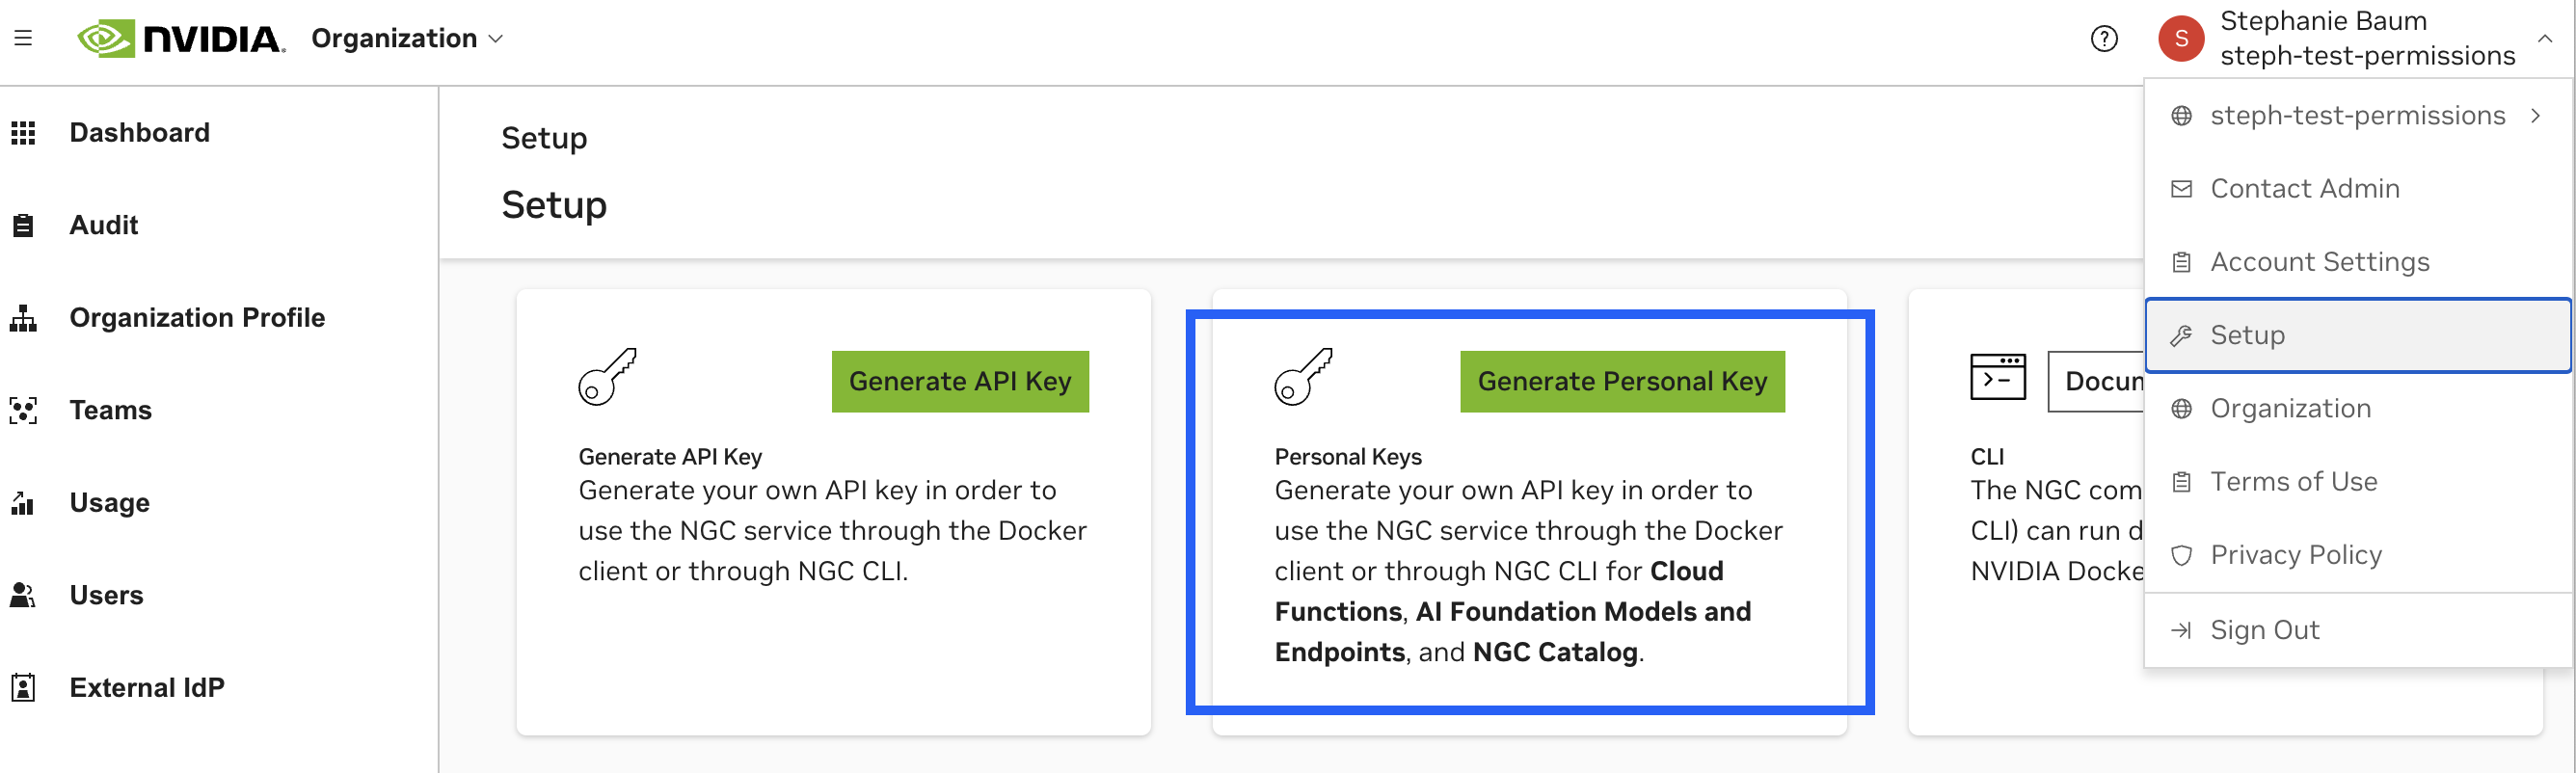 NVIDIA.
Organization
?
S
Stephanie Baum
steph-test-permissions
Dashboard
Audit
Organization Profile
Teams
Usage
Users
External IdP
Setup
Setup
Generate API Key
Generate API Key
Generate your own API key in order to
use the NGC service through the Docker
client or through NGC CLI.
Generate Personal Key
Personal Keys
Generate your own API key in order to
use the NGC service through the Docker
client or through NGC CLI for Cloud
Functions, AI Foundation Models and
Endpoints, and NGC Catalog.
Docum
CLI
The NGC com
CLI) can run d
NVIDIA Docke
steph-test-permissions
Contact Admin
Account Settings
Setup
Organization
Terms of Use
Privacy Policy
Sign Out